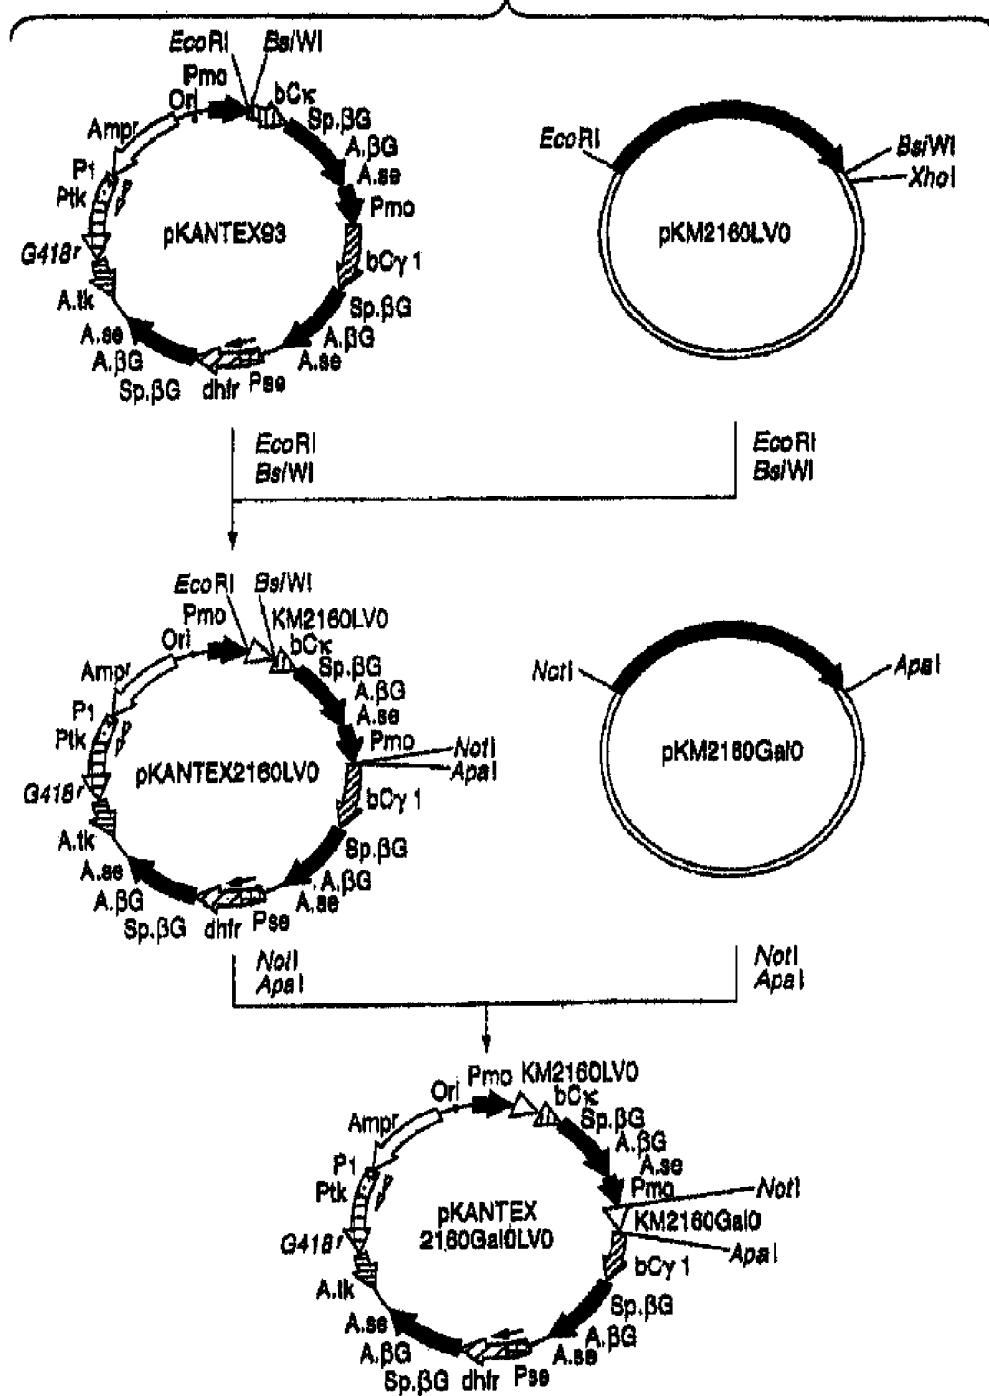 EcoRI BsiWI
Pmo
Ori
bCκ
Ampr
Sp.βG
A.βG
P1
A.se
Ptk
Pmo
pKANTEX93
G418r
bCγ1
A.tk
Sp.βG
A.se
A.βG
A.βG
A.se
Sp.βG
dhfr
Pse
EcoRI
BsiWI
XhoI
pKM2160LV0
EcoRI
BsiWI
EcoRI
BsiWI
EcoRI BsiWI
Pmo
KM2160LV0
Ori
bCκ
Ampr
Sp.βG
A.βG
P1
A.se
Ptk
Pmo
NotI
ApaI
pKANTEX2160LV0
G418r
bCγ1
A.tk
Sp.βG
A.se
A.βG
A.βG
A.se
Sp.βG
dhfr
Pse
NotI
ApaI
pKM2160Gal0
NotI
ApaI
NotI
ApaI
Pmo KM2160LV0
Ori
bCκ
Ampr
Sp.βG
A.βG
P1
A.se
Ptk
Pmo
NotI
pKANTEX
2160Gal0LV0
KM2160Gal0
G418r
ApaI
bCγ1
A.tk
Sp.βG
A.se
A.βG
A.βG
A.se
Sp.βG
dhfr
Pse